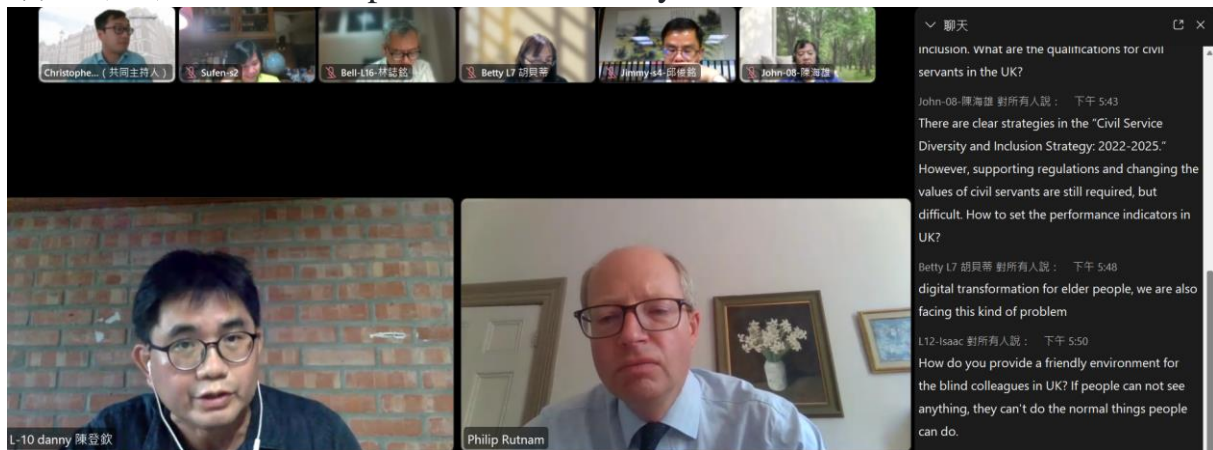 Christophe...（共同主持人）
Sufen-s2
Bell-L16-林誌銘
Betty L7 胡貝蒂
Jimmy-s4-邱俊銘
John-08-陳海雄
L-10 danny 陳登欽
Philip Rutnam
聊天
inclusion. What are the qualifications for civil
servants in the UK?
John-08-陳海雄 對所有人說： 下午 5:43
There are clear strategies in the “Civil Service
Diversity and Inclusion Strategy: 2022-2025.”
However, supporting regulations and changing the
values of civil servants are still required, but
difficult. How to set the performance indicators in
UK?
Betty L7 胡貝蒂 對所有人說： 下午 5:48
digital transformation for elder people, we are also
facing this kind of problem
L12-Isaac 對所有人說： 下午 5:50
How do you provide a friendly environment for
the blind colleagues in UK? If people can not see
anything, they can't do the normal things people
can do.